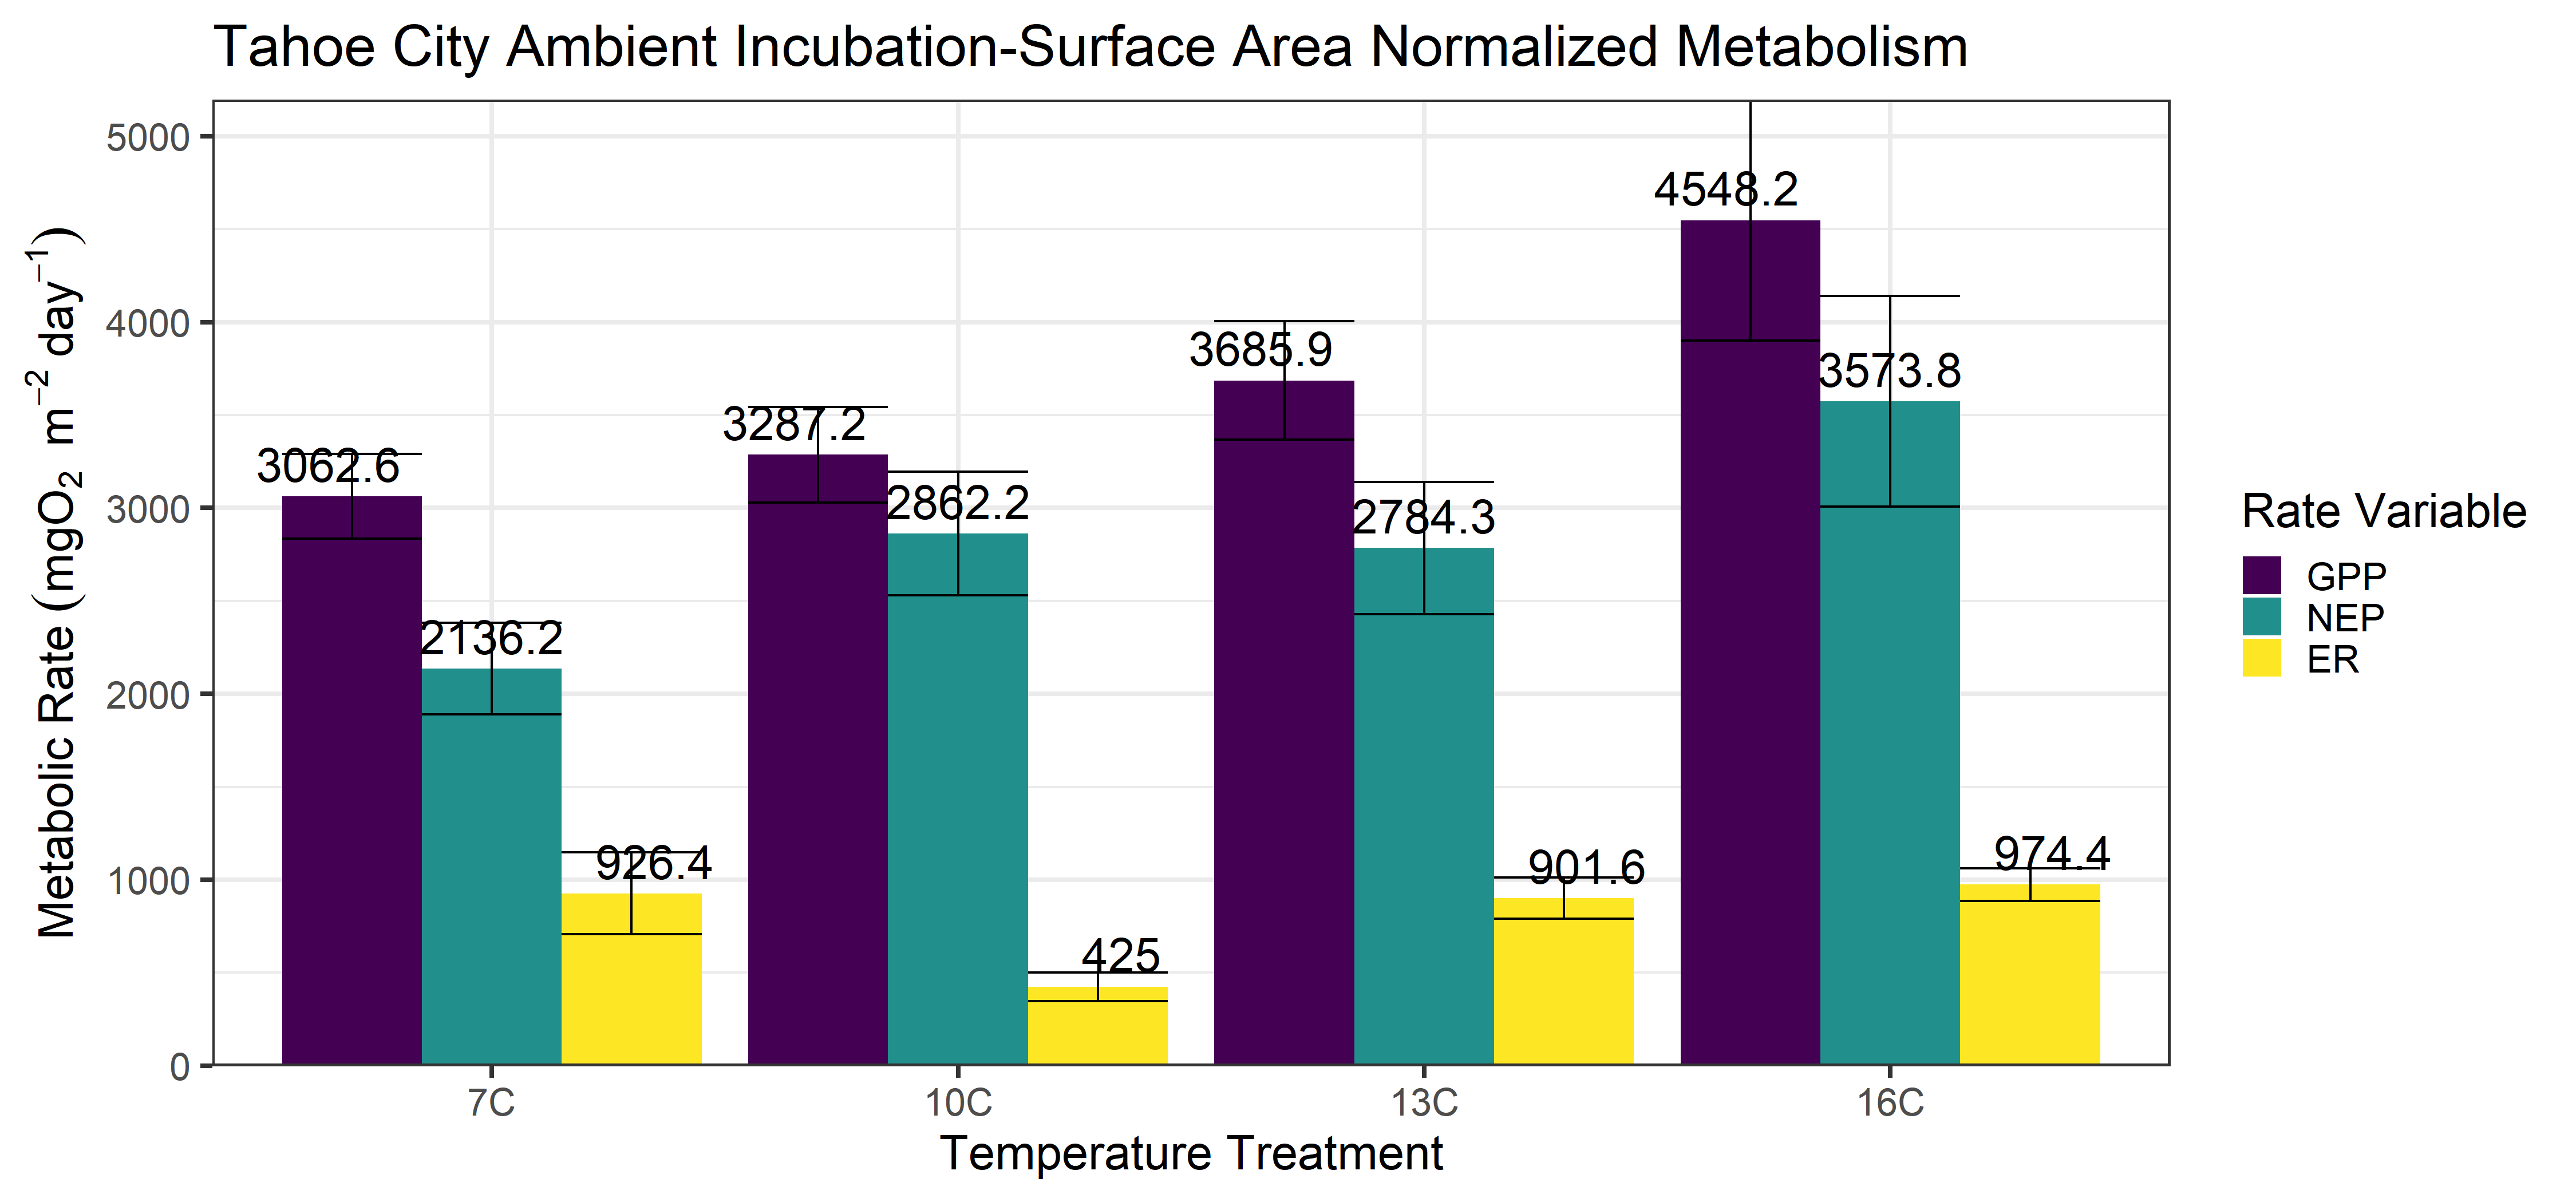 Tahoe City Ambient Incubation-Surface Area Normalized Metabolism
Metabolic Rate (mgO₂ m⁻² day⁻¹)
5000
4000
3000
2000
1000
0
3062.6
2136.2
926.4
3287.2
2862.2
425
3685.9
2784.3
901.6
4548.2
3573.8
974.4
7C
10C
13C
16C
Temperature Treatment
Rate Variable
GPP
NEP
ER